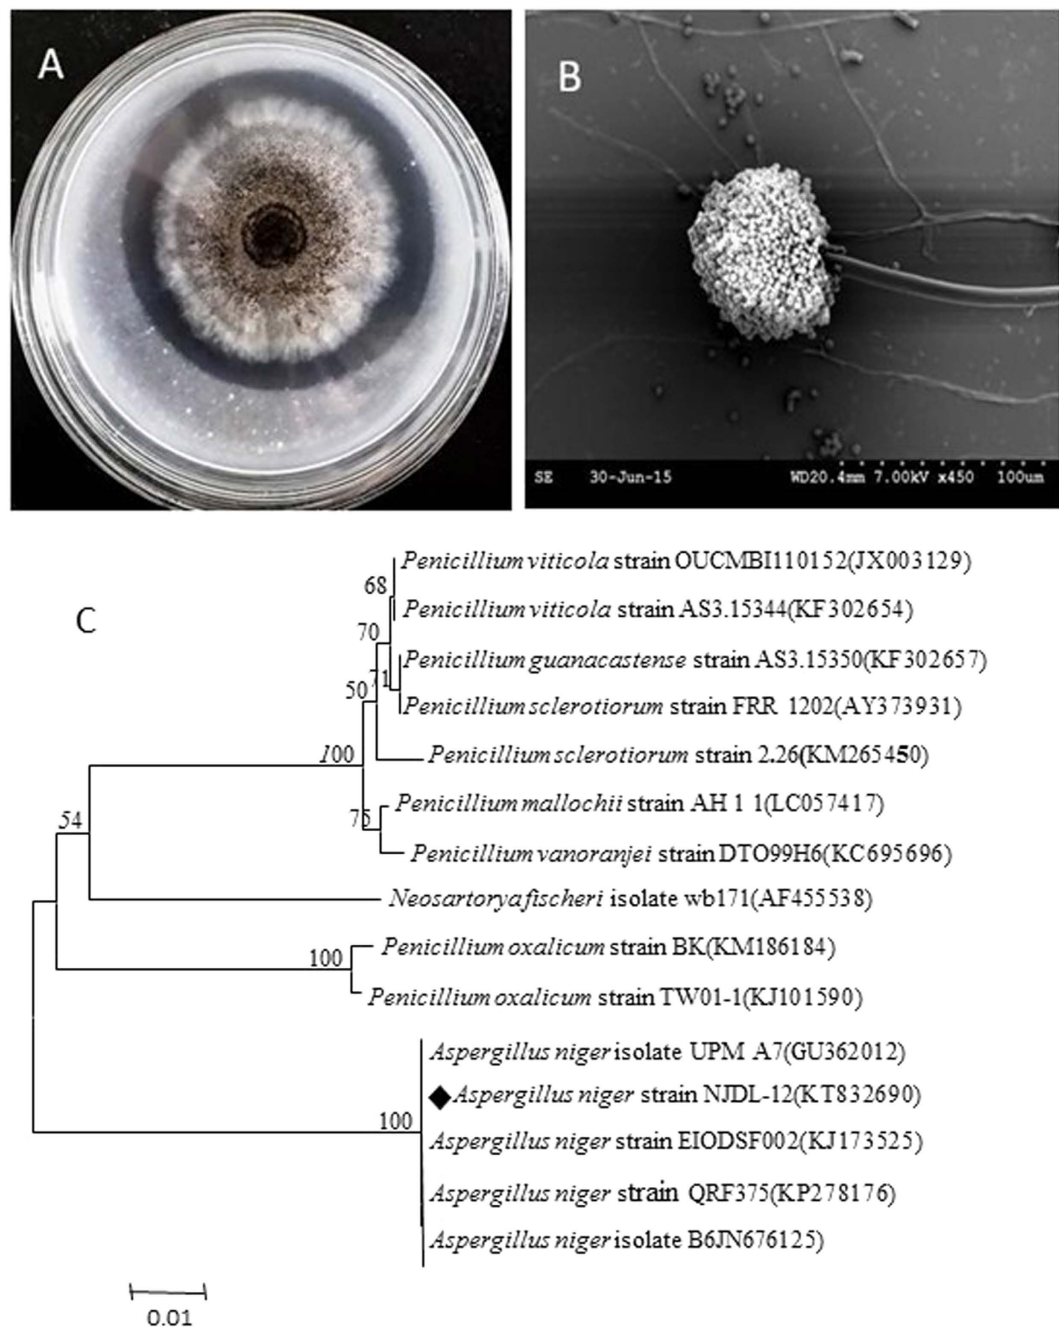 A
B
SE 30-Jun-15 WD20.4mm 7.00kV x450 100um
C
Penicillium viticola strain OUCMBI110152(JX003129)
68
Penicillium viticola strain AS3.15344(KF302654)
70
Penicillium guanacastense strain AS3.15350(KF302657)
71
50
Penicillium sclerotiorum strain FRR 1202(AY373931)
100
Penicillium sclerotiorum strain 2.26(KM265450)
Penicillium mallochii strain AH 1 1(LC057417)
75
54
Penicillium vanoranjei strain DTO99H6(KC695696)
Neosartorya fischeri isolate wb171(AF455538)
Penicillium oxalicum strain BK(KM186184)
100
Penicillium oxalicum strain TW01-1(KJ101590)
Aspergillus niger isolate UPM A7(GU362012)
Aspergillus niger strain NJDL-12(KT832690)
100
Aspergillus niger strain EIODSF002(KJ173525)
Aspergillus niger strain QRF375(KP278176)
Aspergillus niger isolate B6JN676125)
0.01